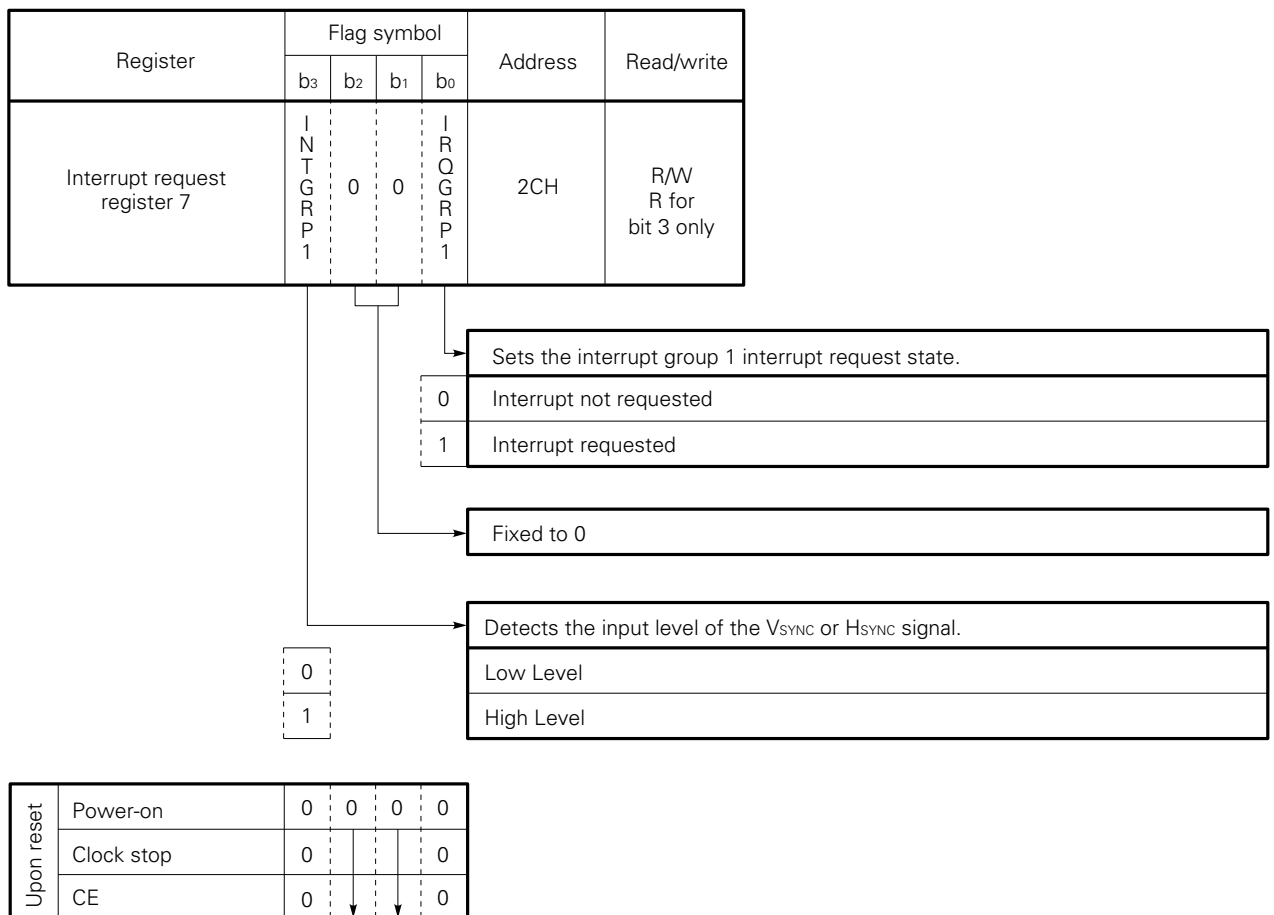 Register
Flag symbol
Address
Read/write
b3 b2 b1 b0
Interrupt request
register 7
INTGRP1
0
0
IRQGRP1
2CH
R/W
R for
bit 3 only
Sets the interrupt group 1 interrupt request state.
0 Interrupt not requested
1 Interrupt requested
Fixed to 0
Detects the input level of the VSYNC or HSYNC signal.
0 Low Level
1 High Level
Upon reset
Power-on 0 0 0 0
Clock stop 0 0
CE 0 0